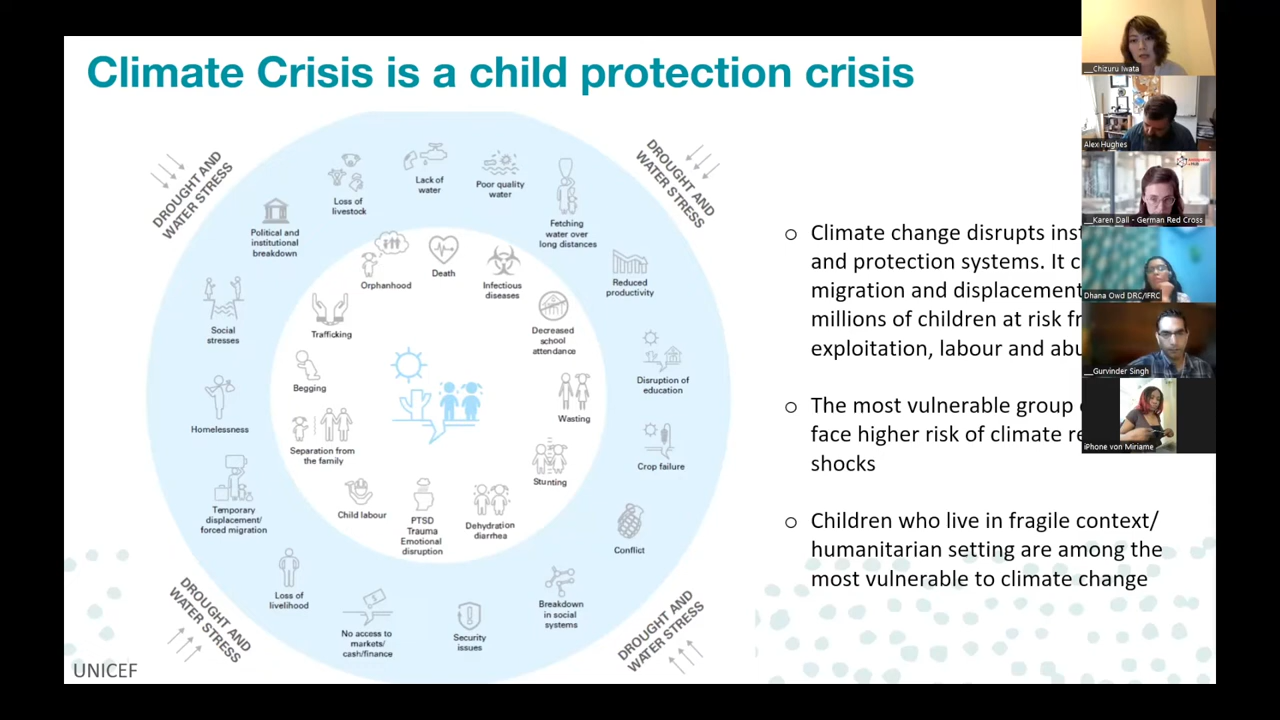 Climate Crisis is a child protection crisis
DROUGHT AND
WATER STRESS
DROUGHT AND
WATER STRESS
Lack of
water
Poor quality
water
Loss of
livestock
Fetching
water over
long distances
Political and
institutional
breakdown
Reduced
productivity
Social
stresses
Disruption of
education
Homelessness
Crop failure
Temporary
displacement/
forced migration
Conflict
Loss of
livelihood
Breakdown
in social
systems
No access to
markets/
cash/finance
Security
issues
Orphanhood
Death
Infectious
diseases
Trafficking
Decreased
school
attendance
Begging
Wasting
Separation from
the family
Stunting
Child labour
PTSD
Trauma
Emotional
disruption
Dehydration
diarrhea
DROUGHT AND
WATER STRESS
DROUGHT AND
WATER STRESS
UNICEF
Climate change disrupts
and protection systems. It
migration and displacement
millions of children at risk
exploitation, labour and
The most vulnerable group
face higher risk of climate
shocks
Children who live in fragile context/
humanitarian setting are among the
most vulnerable to climate change
__Chizuru Iwata
Alex Hughes
__Karen Dall - German Red Cross
Dhana Owd DRC/IFRC
__Gurvinder Singh
iPhone von Miriame